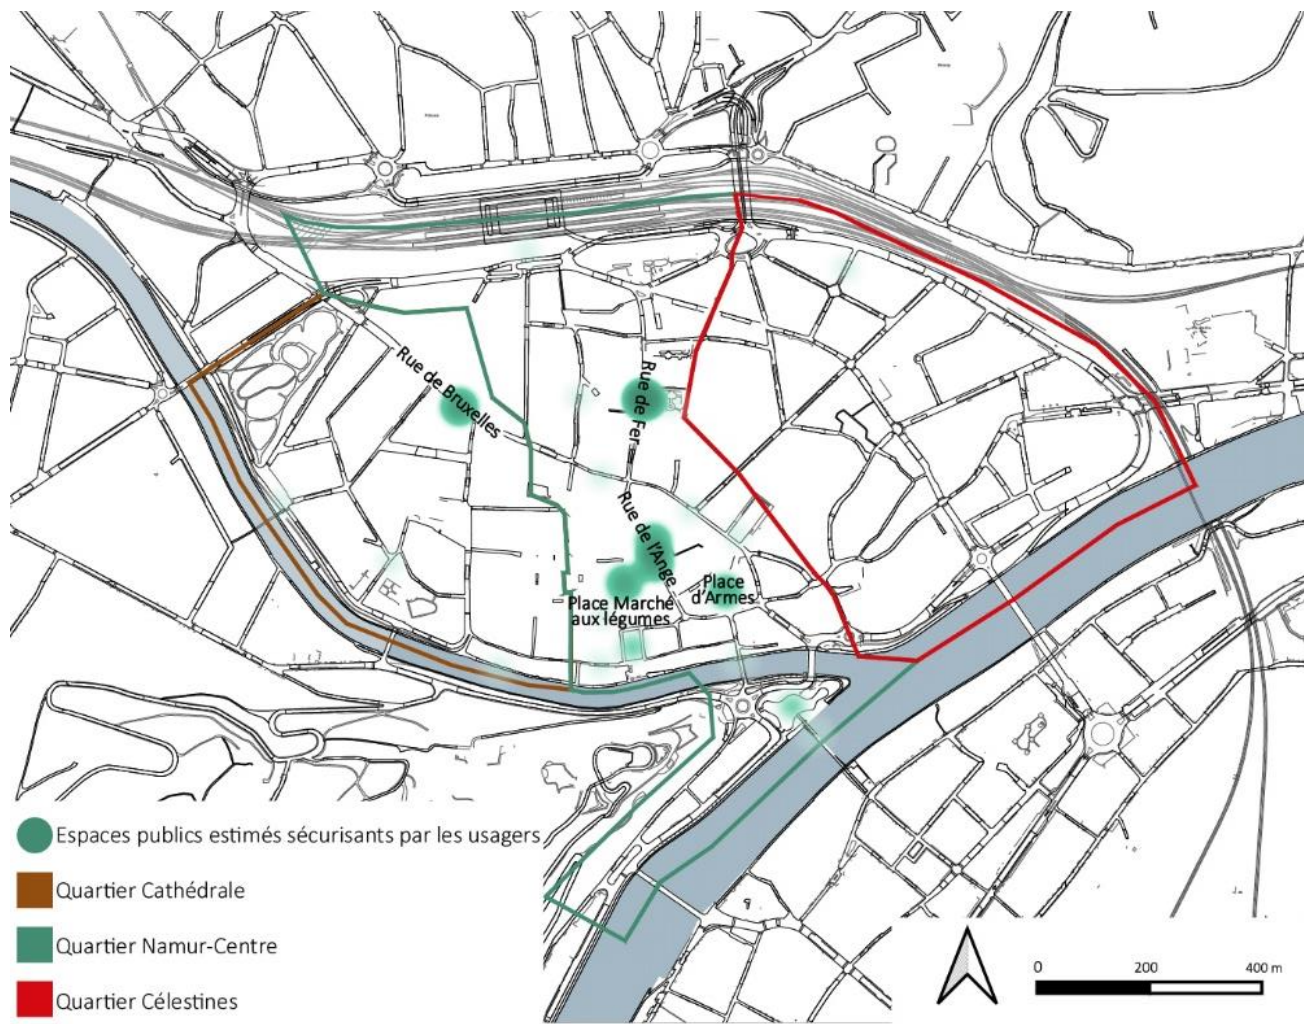 Rue de Bruxelles
Rue de Fer
Rue de l'Ange
Place
d'Armes
Place Marché
aux légumes
Espaces publics estimés sécurisants par les usagers
Quartier Cathédrale
Quartier Namur-Centre
Quartier Célestines
0 200 400 m